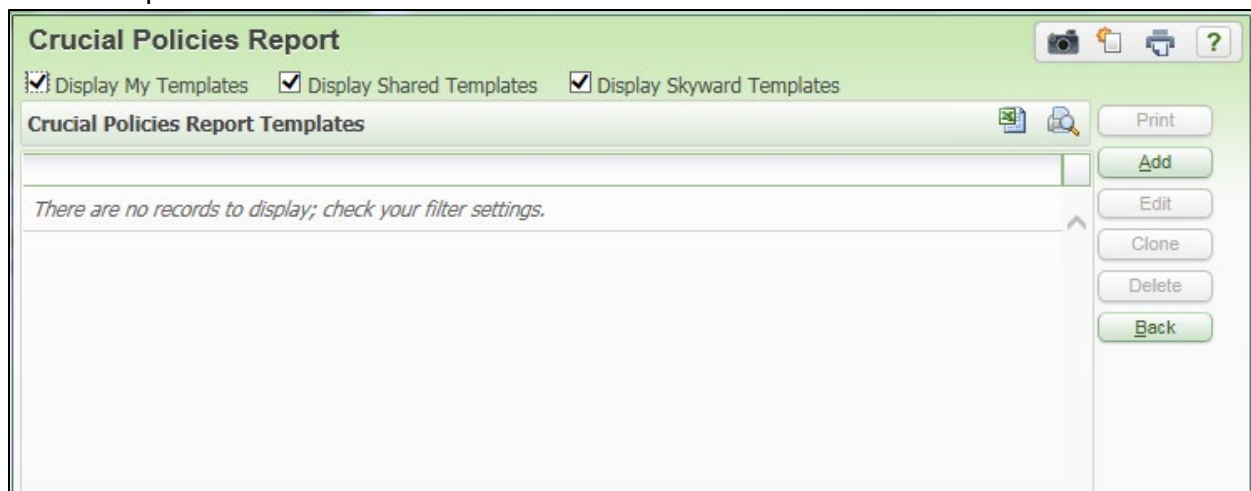 Crucial Policies Report
?
Display My Templates Display Shared Templates Display Skyward Templates
Crucial Policies Report Templates
Print
Add
There are no records to display; check your filter settings.
Edit
Clone
Delete
Back